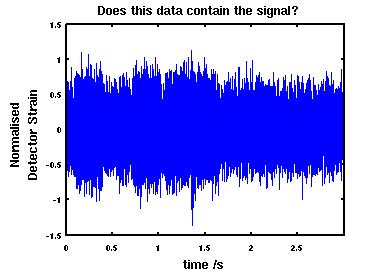 Does this data contain the signal?
1.5
1
0.5
0
-0.5
-1
-1.5
Normalised
Detector Strain
0 0.5 1 1.5 2 2.5
time /s